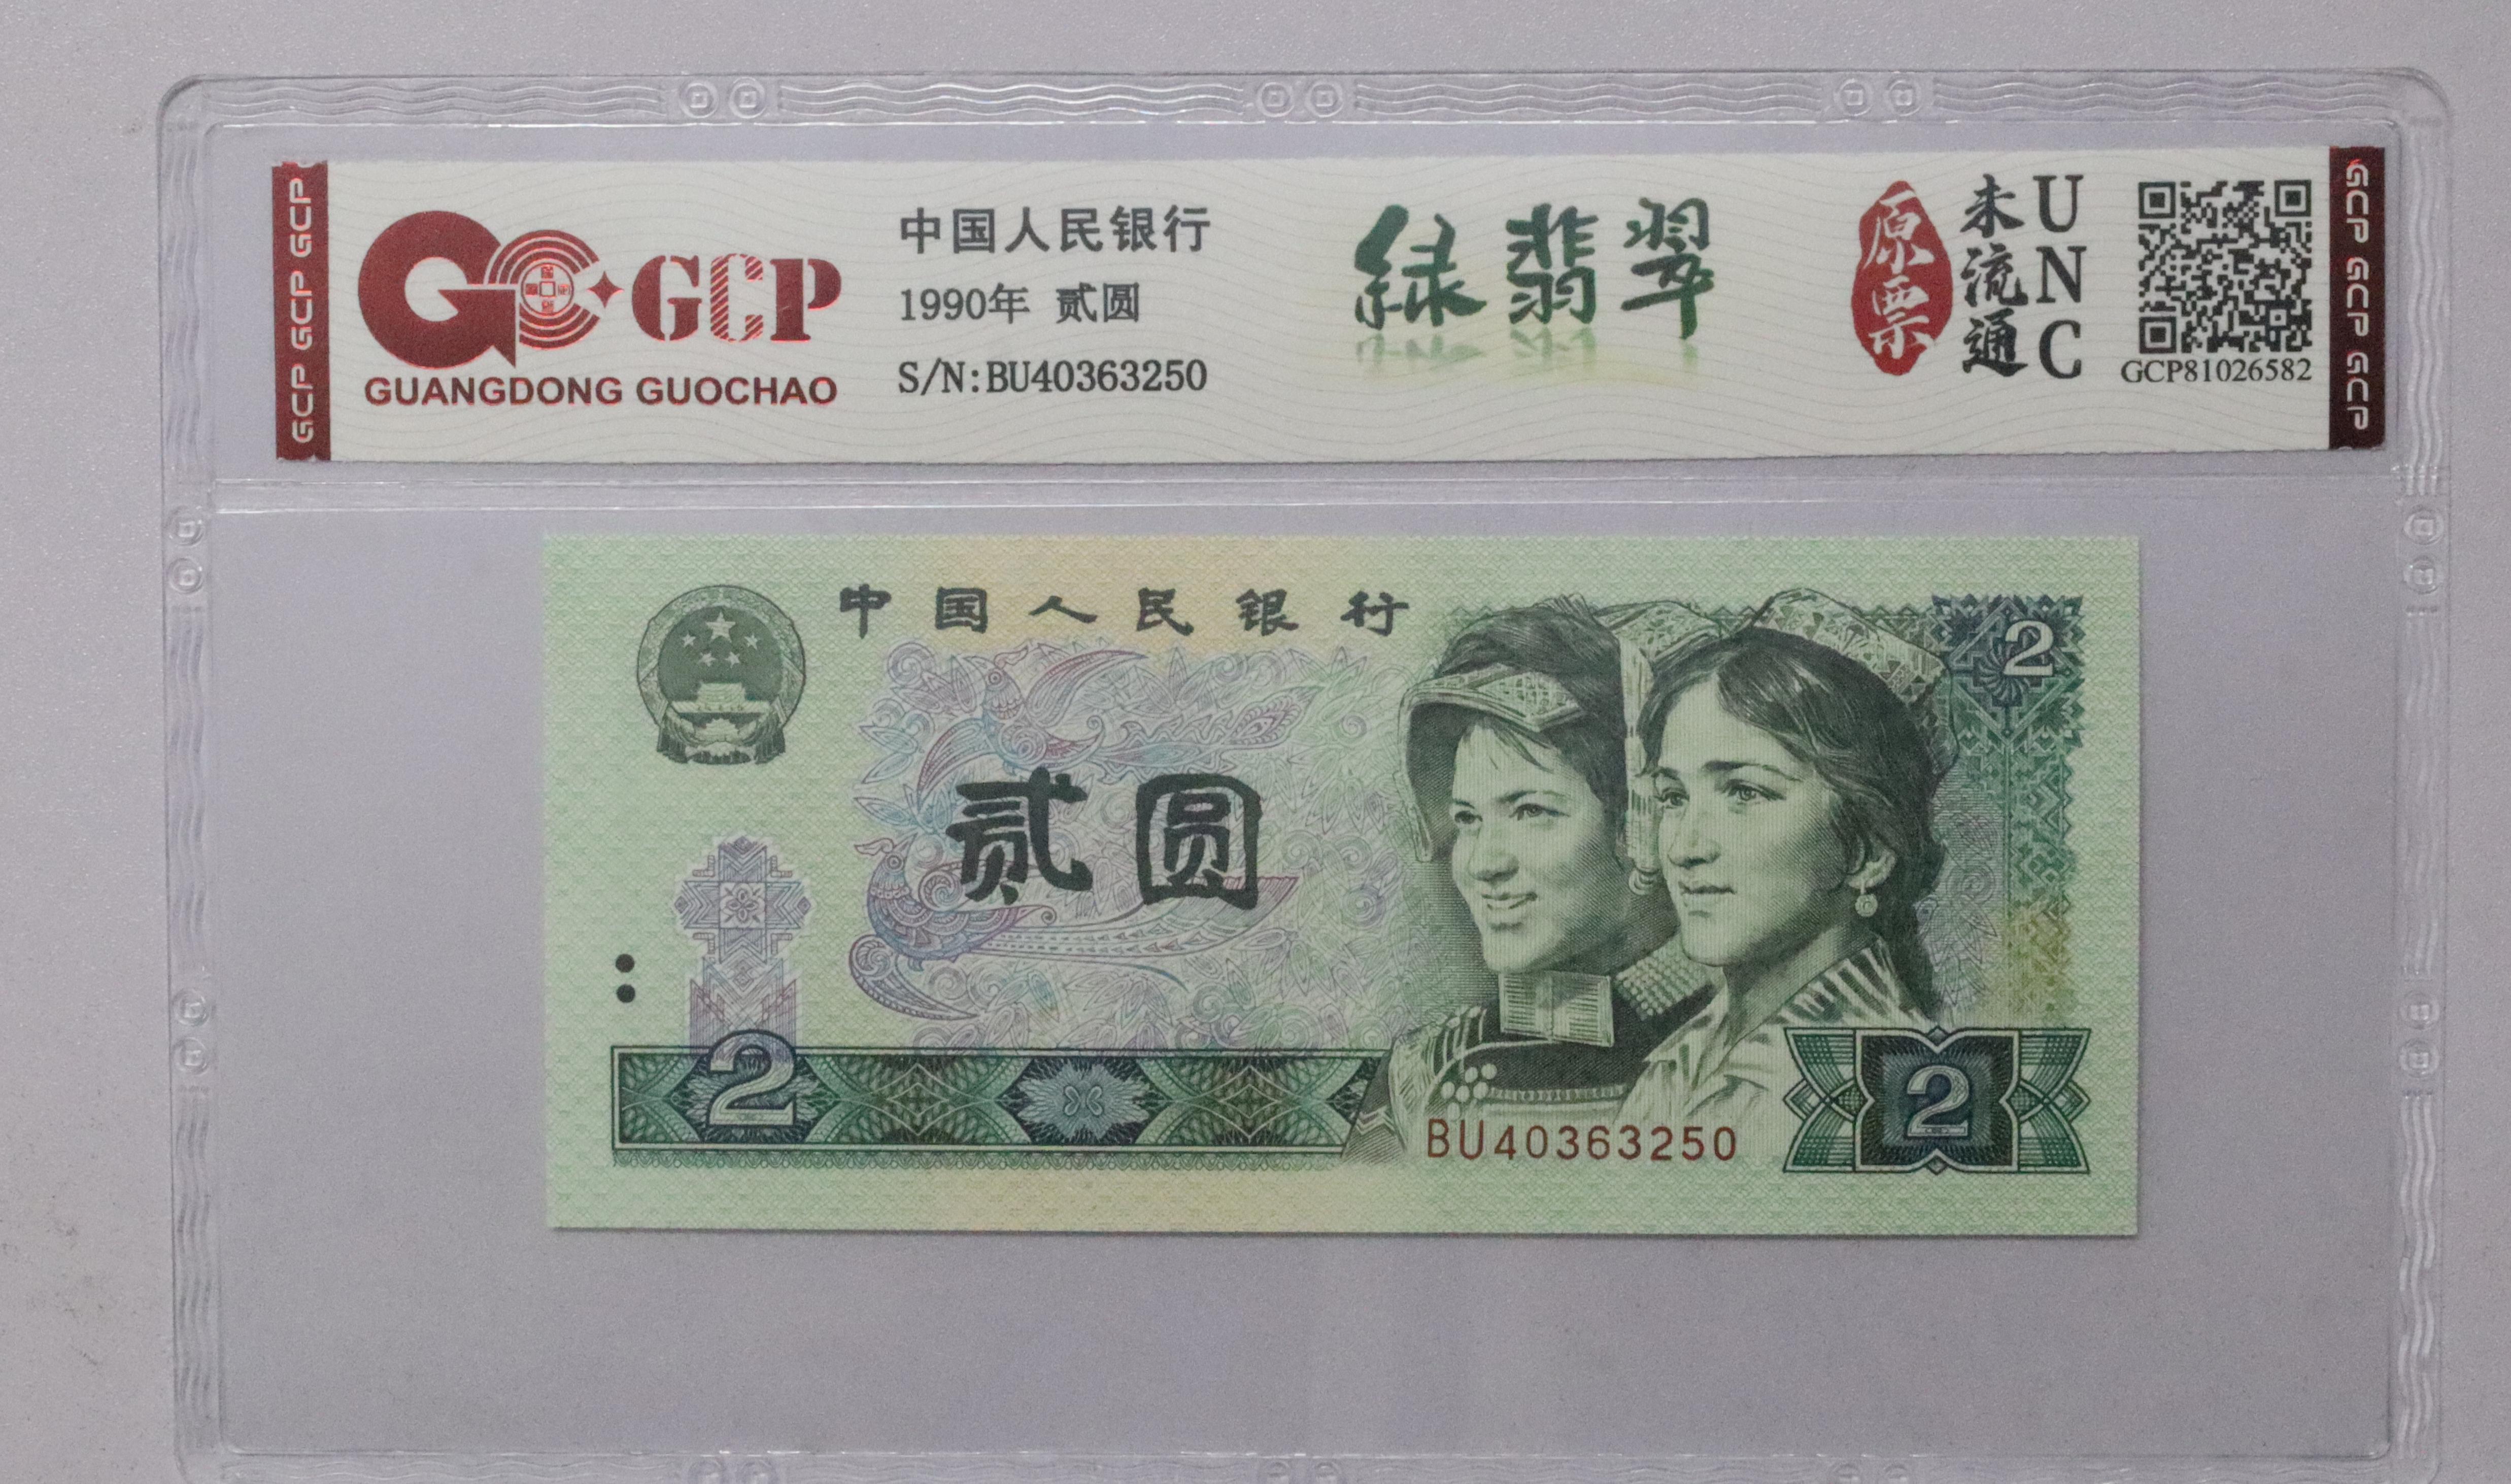 GCP GCP GCP
GCP
GUANGDONG GUOCHAO
中国人民银行
1990年 贰圆
S/N:BU40363250
緑翡翠
原票
未流通
UNC
GCP81026582
GCP GCP GCP
中国人民银行
2
贰圆
2
BU40363250
2